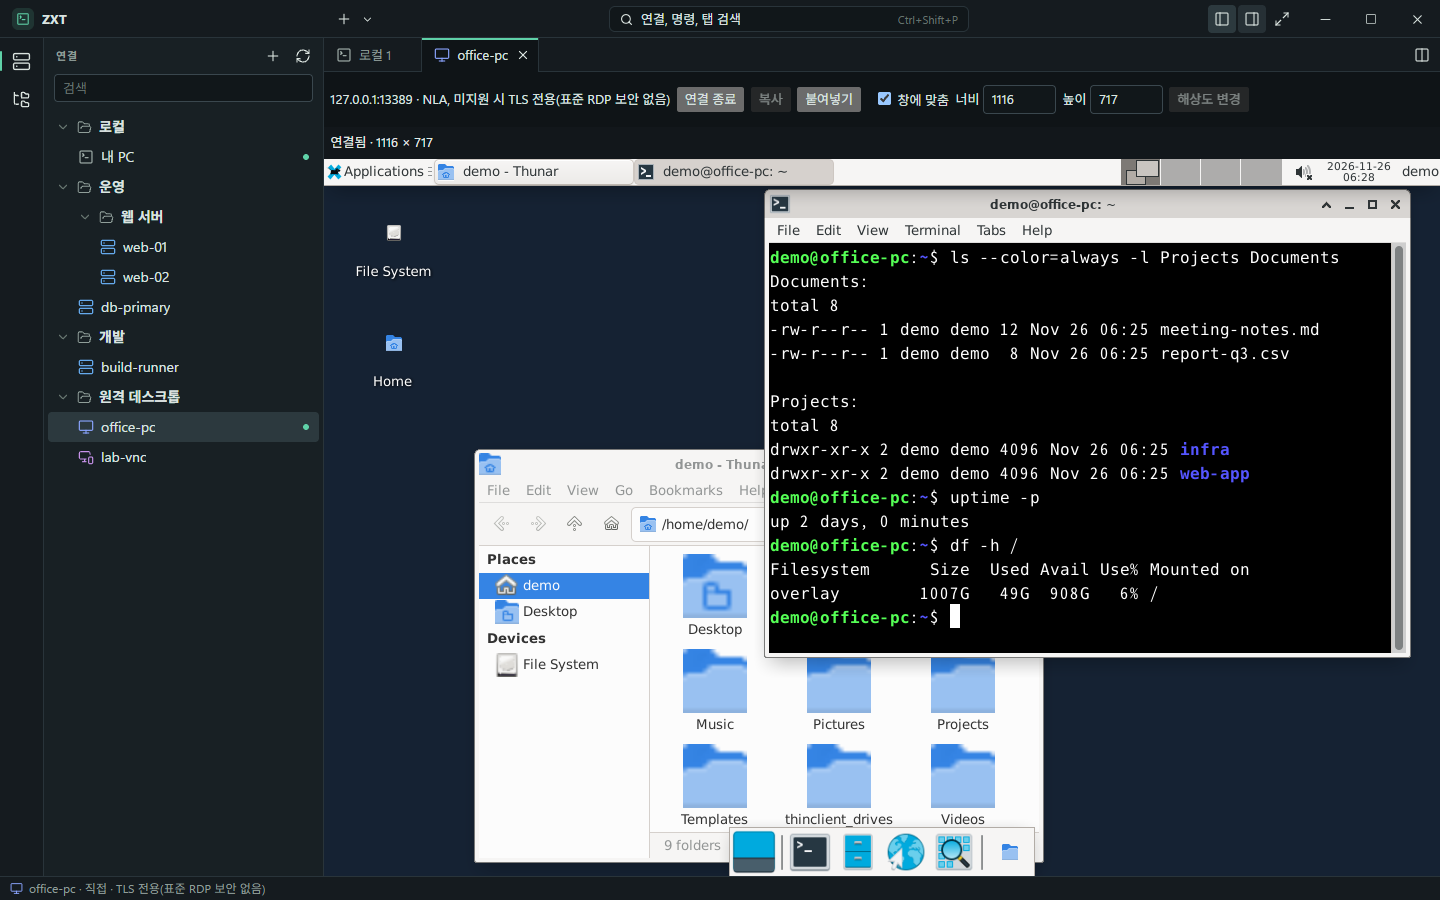 ZXT
연결, 명령, 탭 검색
Ctrl+Shift+P
연결
검색
로컬
내 PC
운영
웹 서버
web-01
web-02
db-primary
개발
build-runner
원격 데스크톱
office-pc
lab-vnc
로컬 1
office-pc
127.0.0.1:13389 · NLA, 미지원 시 TLS 전용(표준 RDP 보안 없음)
연결 종료
복사
붙여넣기
창에 맞춤
너비
1116
높이
717
해상도 변경
연결됨 · 1116 × 717
Applications
demo - Thunar
demo@office-pc: ~
2026-11-26
06:28
demo
File System
Home
demo@office-pc: ~
File Edit View Terminal Tabs Help
demo@office-pc:~$ ls --color=always -l Projects Documents
Documents:
total 8
-rw-r--r-- 1 demo demo 12 Nov 26 06:25 meeting-notes.md
-rw-r--r-- 1 demo demo  8 Nov 26 06:25 report-q3.csv
Projects:
total 8
drwxr-xr-x 2 demo demo 4096 Nov 26 06:25 infra
drwxr-xr-x 2 demo demo 4096 Nov 26 06:25 web-app
demo@office-pc:~$ uptime -p
up 2 days, 0 minutes
demo@office-pc:~$ df -h /
Filesystem      Size  Used Avail Use% Mounted on
overlay        1007G   49G  908G   6% /
demo@office-pc:~$
demo - Thuna
File Edit View Go Bookmarks Help
/home/demo/
Places
demo
Desktop
Devices
File System
Desktop
Music
Pictures
Projects
Templates
thinclient_drives
Videos
9 folders
office-pc · 직접 · TLS 전용(표준 RDP 보안 없음)